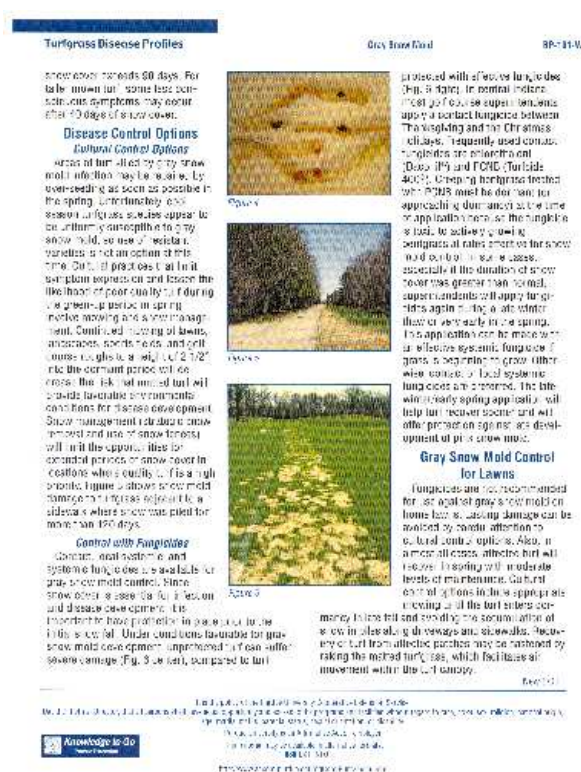 Turfgrass Disease Profiles
Gray Snow Mold
BP-101-W
snow cover exceeds 90 days. For
taller mown turf, some less con-
spicuous symptoms may occur
after 40 days of snow cover.
Disease Control Options
Cultural Control Options
Areas of turf killed by gray snow
mold infection may be repaired by
over-seeding as soon as possible in
the spring. Unfortunately, cool
season turfgrass species appear to
be uniformly susceptible to gray
snow mold, so use of resistant
varieties is not an option at this
time. Cultural practices that limit
symptom expression and lessen the
likelihood of poor quality turf during
the green-up period in spring
involve mowing and snow manage-
ment. Continued mowing of lawns,
landscapes, sports fields, and golf
course roughs to a height of 2 1/2"
into the dormant period will de-
crease the risk that matted turf will
provide favorable environmental
conditions for disease development.
Snow management (strategic snow
removal and use of snow fences)
will limit the opportunities for
extended periods of snow cover in
locations where quality turf is a high
priority. Figure 5 shows snow mold
damage to turfgrass adjacent to a
sidewalk where snow was piled for
more than 120 days.
Control with Fungicides
Contact, local systemic, and
systemic fungicides are available for
gray snow mold control. Since
snow cover is essential for infection
and disease development, it is
important to have protection in place prior to the
initial snow fall. Under conditions favorable for gray
snow mold development, unprotected turf can suffer
severe damage (Fig. 6 center), compared to turf
Figure 4
Figure 5
Figure 6
protected with effective fungicides
(Fig. 6 right). In central Indiana
most golf course superintendents
apply a contact fungicide between
Thanksgiving and the Christmas
holidays. Frequently used contact
fungicides are chlorothalonil
(Daconil®) and PCNB (Turfcide
400®). Creeping bentgrass treated
with PCNB must be dormant (or
approaching dormancy) at the time
of application because the fungicide
is toxic to actively growing
bentgrass at rates effective for snow
mold control. In some cases,
especially if the duration of snow
cover was greater than normal,
superintendents will apply fungi-
cides again during a late winter
thaw or very early in the spring.
This application can be made with
an effective systemic fungicide if
grass is beginning to grow. Other-
wise, contact or local systemic
fungicides are preferred. The late
winter/early spring application will
help turf recover sooner and will
offer protection against late devel-
opment of pink snow mold.
Gray Snow Mold Control
for Lawns
Fungicides are not recommended
for use against gray snow mold on
home lawns. Lasting damage can be
avoided by careful attention to
cultural control options. Also, in
almost all cases, affected turf will
recover in spring with moderate
levels of maintenance. Cultural
control options include appropriate
mowing until the turf enters dor-
mancy in late fall and avoiding the accumulation of
snow in piles along driveways and sidewalks. Recov-
ery of turf from affected patches may be hastened by
raking the matted turfgrass, which facilitates air
movement within the turf canopy.
Knowledge to Go